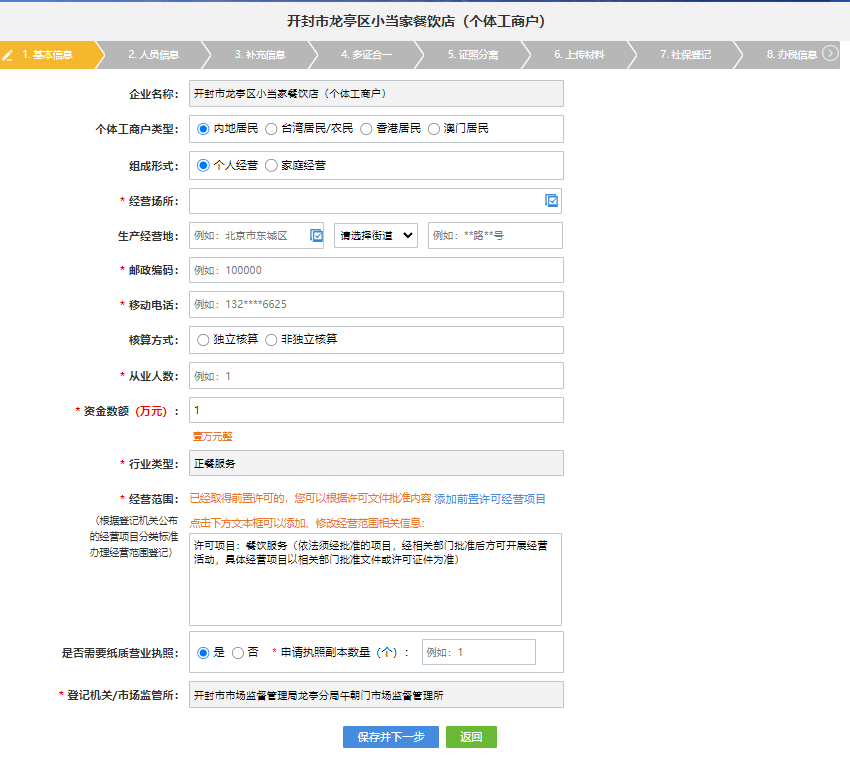 开封市龙亭区小当家餐饮店（个体工商户）
1. 基本信息 2. 人员信息 3. 补充信息 4. 多证合一 5. 证照分离 6. 上传材料 7. 社保登记 8. 办税信息
企业名称： 开封市龙亭区小当家餐饮店（个体工商户）
个体工商户类型： 内地居民 台湾居民/农民 香港居民 澳门居民
组成形式： 个人经营 家庭经营
* 经营场所：
生产经营地： 例如：北京市东城区 请选择街道 例如：**路**号
* 邮政编码： 例如：100000
* 移动电话： 例如：132****6625
核算方式： 独立核算 非独立核算
* 从业人数： 例如：1
* 资金数额（万元）： 1
壹万元整
* 行业类型： 正餐服务
* 经营范围： 已经取得前置许可的，您可以根据许可文件批准内容 添加前置许可经营项目
（根据登记机关公布的经营项目分类标准办理经营范围登记）
点击下方文本框可以添加、修改经营范围相关信息：
许可项目：餐饮服务（依法须经批准的项目，经相关部门批准后方可开展经营
活动，具体经营项目以相关部门批准文件或许可证件为准）
是否需要纸质营业执照： 是 否 * 申请执照副本数量（个）： 例如：1
* 登记机关/市场监管所： 开封市市场监督管理局龙亭分局午朝门市场监督管理所
保存并下一步 返回